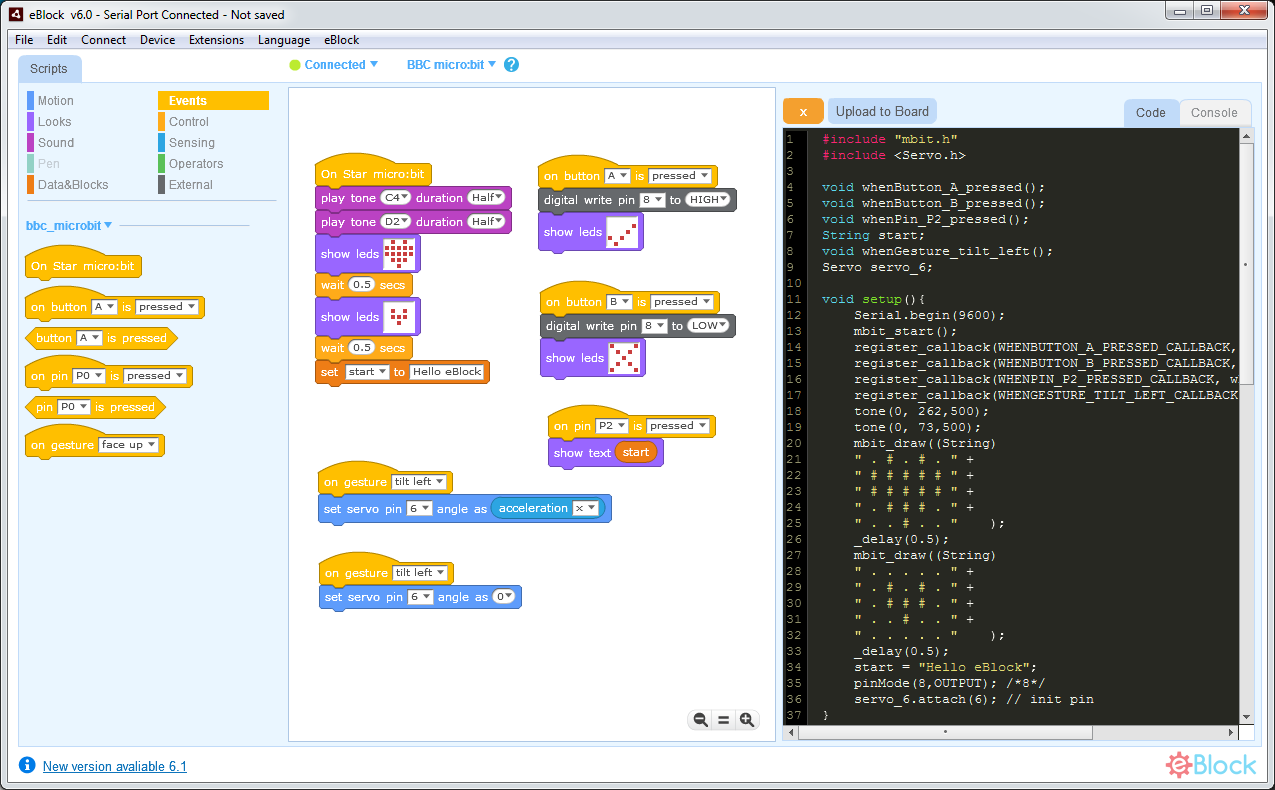 eBlock v6.0 - Serial Port Connected - Not saved
File Edit Connect Device Extensions Language eBlock
Scripts
Connected BBC micro:bit ?
Motion Events
Looks Control
Sound Sensing
Pen Operators
Data&Blocks External
bbc_microbit
On Star micro:bit
on button A is pressed
button A is pressed
on pin P0 is pressed
pin P0 is pressed
on gesture face up
On Star micro:bit
play tone C4 duration Half
play tone D2 duration Half
show leds
wait 0.5 secs
show leds
wait 0.5 secs
set start to Hello eBlock
on button A is pressed
digital write pin 8 to HIGH
show leds
on button B is pressed
digital write pin 8 to LOW
show leds
on pin P2 is pressed
show text start
on gesture tilt left
set servo pin 6 angle as acceleration x
on gesture tilt left
set servo pin 6 angle as 0
x Upload to Board
Code Console
1 #include "mbit.h"
2 #include <Servo.h>
3
4 void whenButton_A_pressed();
5 void whenButton_B_pressed();
6 void whenPin_P2_pressed();
7 String start;
8 void whenGesture_tilt_left();
9 Servo servo_6;
10
11 void setup(){
12 Serial.begin(9600);
13 mbit_start();
14 register_callback(WHENBUTTON_A_PRESSED_CALLBACK,
15 register_callback(WHENBUTTON_B_PRESSED_CALLBACK,
16 register_callback(WHENPIN_P2_PRESSED_CALLBACK, w
17 register_callback(WHENGESTURE_TILT_LEFT_CALLBACK
18 tone(0, 262,500);
19 tone(0, 73,500);
20 mbit_draw((String)
21 " . # . # . " +
22 " # # # # # " +
23 " # # # # # " +
24 " . # # # . " +
25 " . . # . . " );
26 _delay(0.5);
27 mbit_draw((String)
28 " . . . . . " +
29 " . # . # . " +
30 " . # # # . " +
31 " . . # . . " +
32 " . . . . . " );
33 _delay(0.5);
34 start = "Hello eBlock";
35 pinMode(8,OUTPUT); /*8*/
36 servo_6.attach(6); // init pin
37 }
New version avaliable 6.1
eBlock